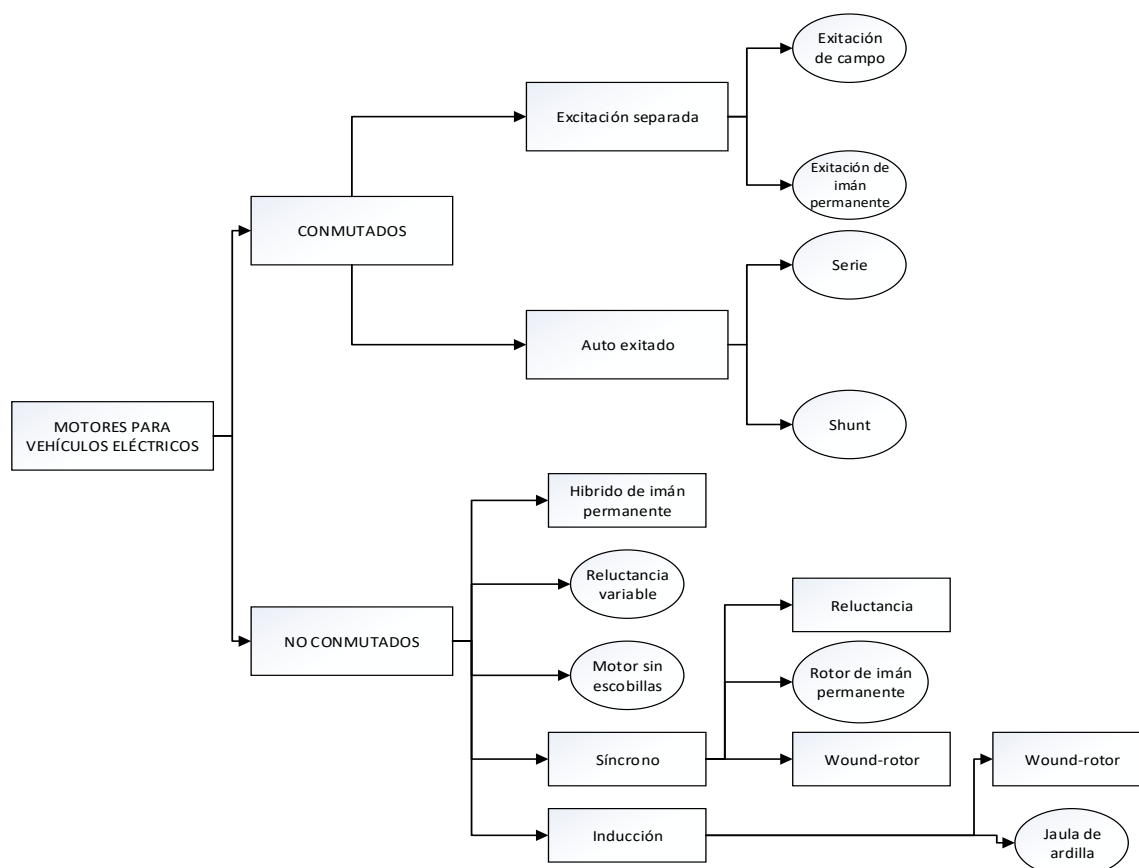 Exitación
de campo
Excitación separada
Exitación de
imán
permanente
CONMUTADOS
Serie
Auto exitado
Shunt
MOTORES PARA
VEHÍCULOS ELÉCTRICOS
Hibrido de imán
permanente
Reluctancia
variable
Reluctancia
NO CONMUTADOS
Motor sin
escobillas
Rotor de imán
permanente
Síncrono
Wound-rotor
Wound-rotor
Inducción
Jaula de
ardilla